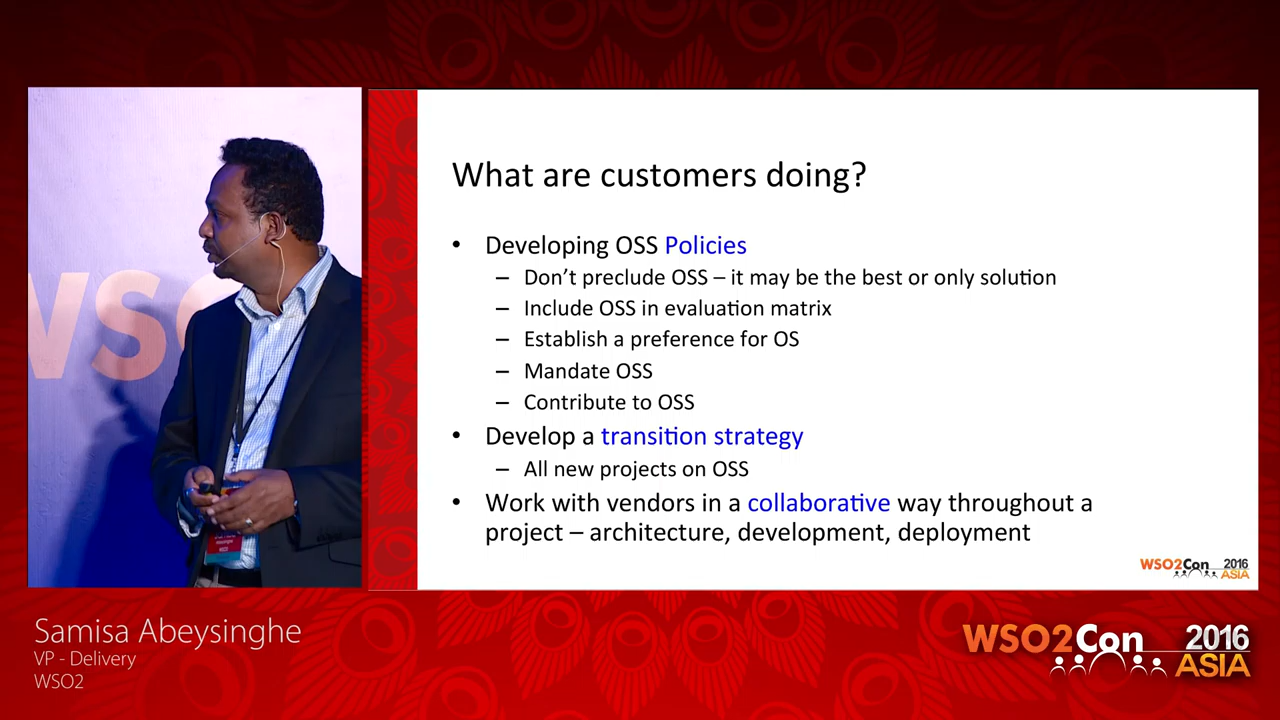 WSO
What are customers doing?
• Developing OSS Policies
– Don’t preclude OSS – it may be the best or only solution
– Include OSS in evaluation matrix
– Establish a preference for OS
– Mandate OSS
– Contribute to OSS
• Develop a transition strategy
– All new projects on OSS
• Work with vendors in a collaborative way throughout a
project – architecture, development, deployment
WSO2Con 2016
ASIA
Samisa Abeysinghe
VP - Delivery
WSO2
WSO2Con 2016
ASIA